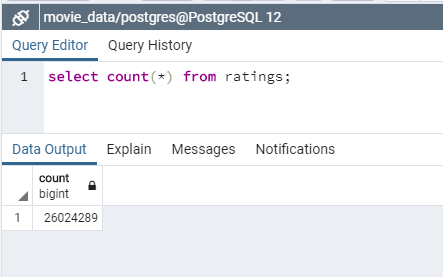 movie_data/postgres@PostgreSQL 12
Query Editor Query History
1 select count(*) from ratings;
Data Output Explain Messages Notifications
count
bigint
1 26024289